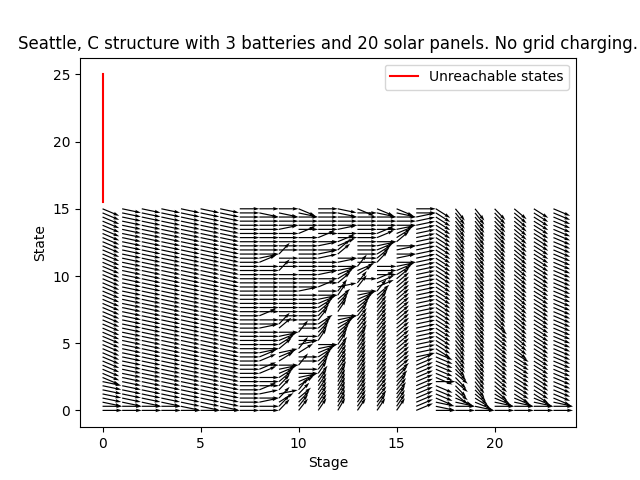 Seattle, C structure with 3 batteries and 20 solar panels. No grid charging.
25
Unreachable states
20
15
State
10
5
0
0 5 10 15 20
Stage